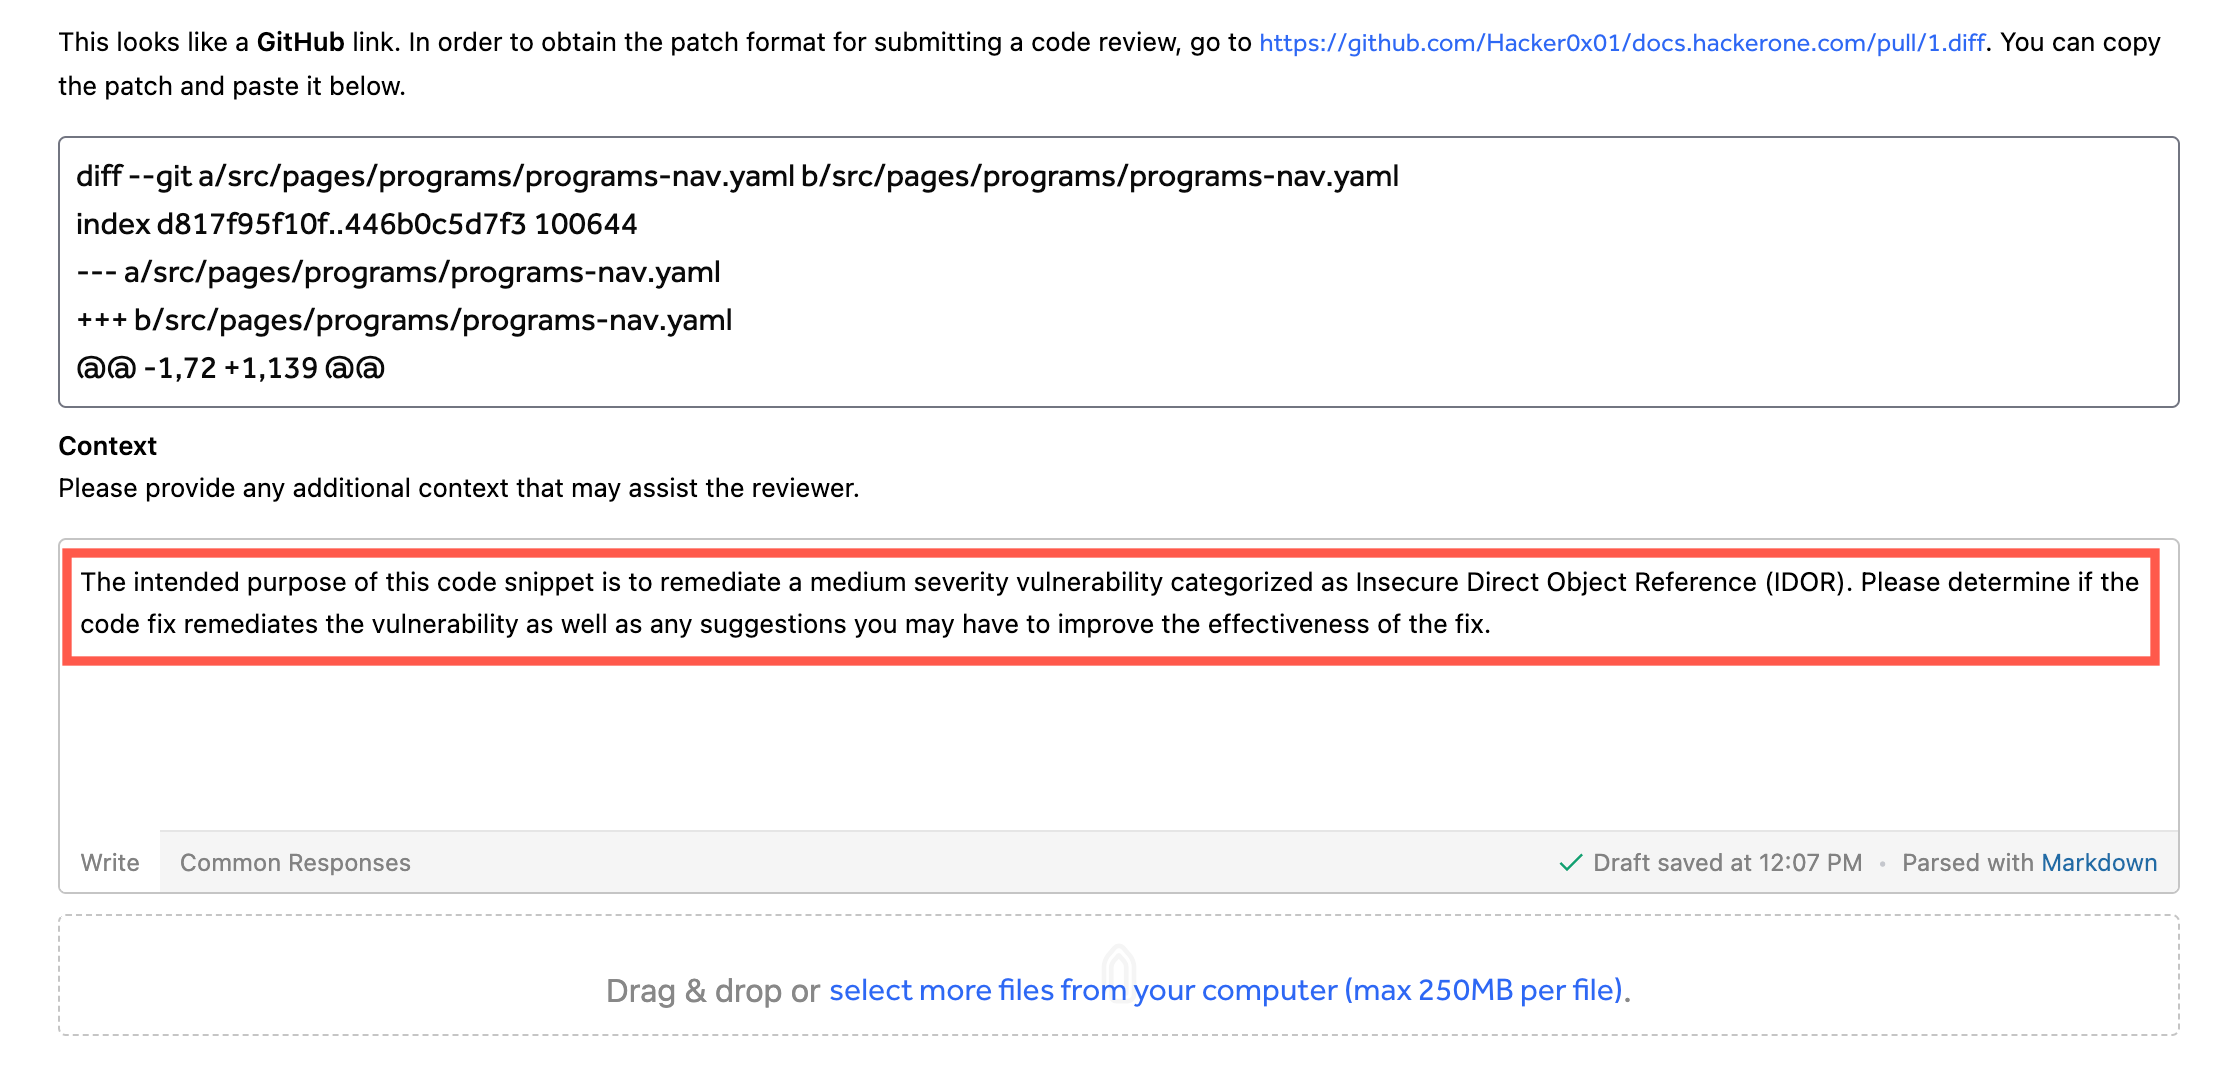 This looks like a GitHub link. In order to obtain the patch format for submitting a code review, go to https://github.com/Hacker0x01/docs.hackerone.com/pull/1.diff. You can copy
the patch and paste it below.
diff --git a/src/pages/programs/programs-nav.yaml b/src/pages/programs/programs-nav.yaml
index d817f95f10f..446b0c5d7f3 100644
--- a/src/pages/programs/programs-nav.yaml
+++ b/src/pages/programs/programs-nav.yaml
@@ -1,72 +1,139 @@
Context
Please provide any additional context that may assist the reviewer.
The intended purpose of this code snippet is to remediate a medium severity vulnerability categorized as Insecure Direct Object Reference (IDOR). Please determine if the
code fix remediates the vulnerability as well as any suggestions you may have to improve the effectiveness of the fix.
Write Common Responses Draft saved at 12:07 PM • Parsed with Markdown
Drag & drop or select more files from your computer (max 250MB per file).